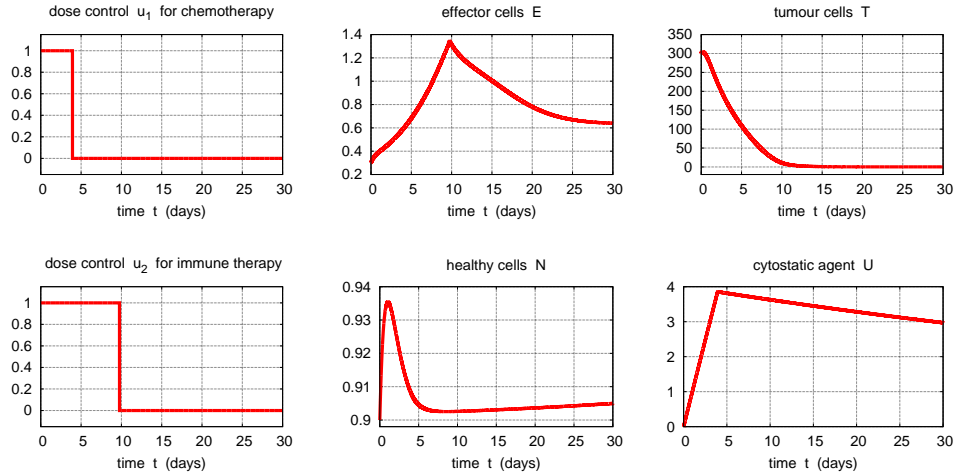 dose control u1 for chemotherapy
1
0.8
0.6
0.4
0.2
0
0 5 10 15 20 25 30
time t (days)
effector cells E
1.4
1.2
1
0.8
0.6
0.4
0.2
0 5 10 15 20 25 30
time t (days)
tumour cells T
350
300
250
200
150
100
50
0
0 5 10 15 20 25 30
time t (days)
dose control u2 for immune therapy
1
0.8
0.6
0.4
0.2
0
0 5 10 15 20 25 30
time t (days)
healthy cells N
0.94
0.93
0.92
0.91
0.9
0 5 10 15 20 25 30
time t (days)
cytostatic agent U
4
3
2
1
0
0 5 10 15 20 25 30
time t (days)